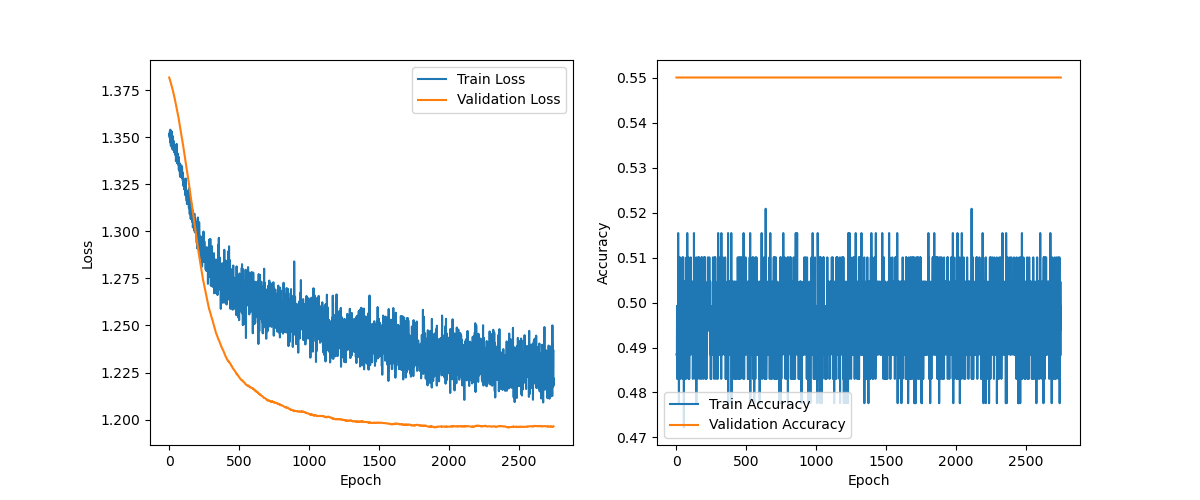 Train Loss
Validation Loss
1.375
1.350
1.325
1.300
1.275
1.250
1.225
1.200
Loss
0 500 1000 1500 2000 2500
Epoch
0.55
0.54
0.53
0.52
0.51
0.50
0.49
0.48
0.47
Accuracy
Train Accuracy
Validation Accuracy
0 500 1000 1500 2000 2500
Epoch